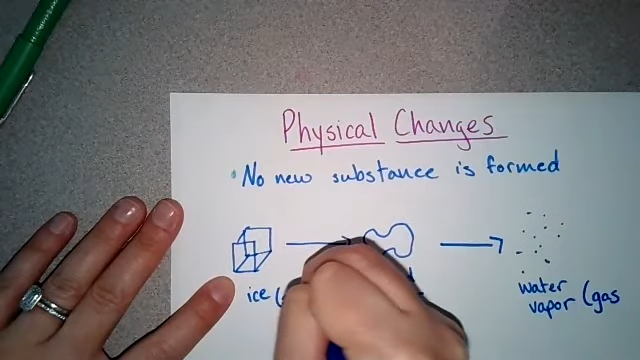 Physical Changes
• No new substance is formed
ice (
water
vapor (gas